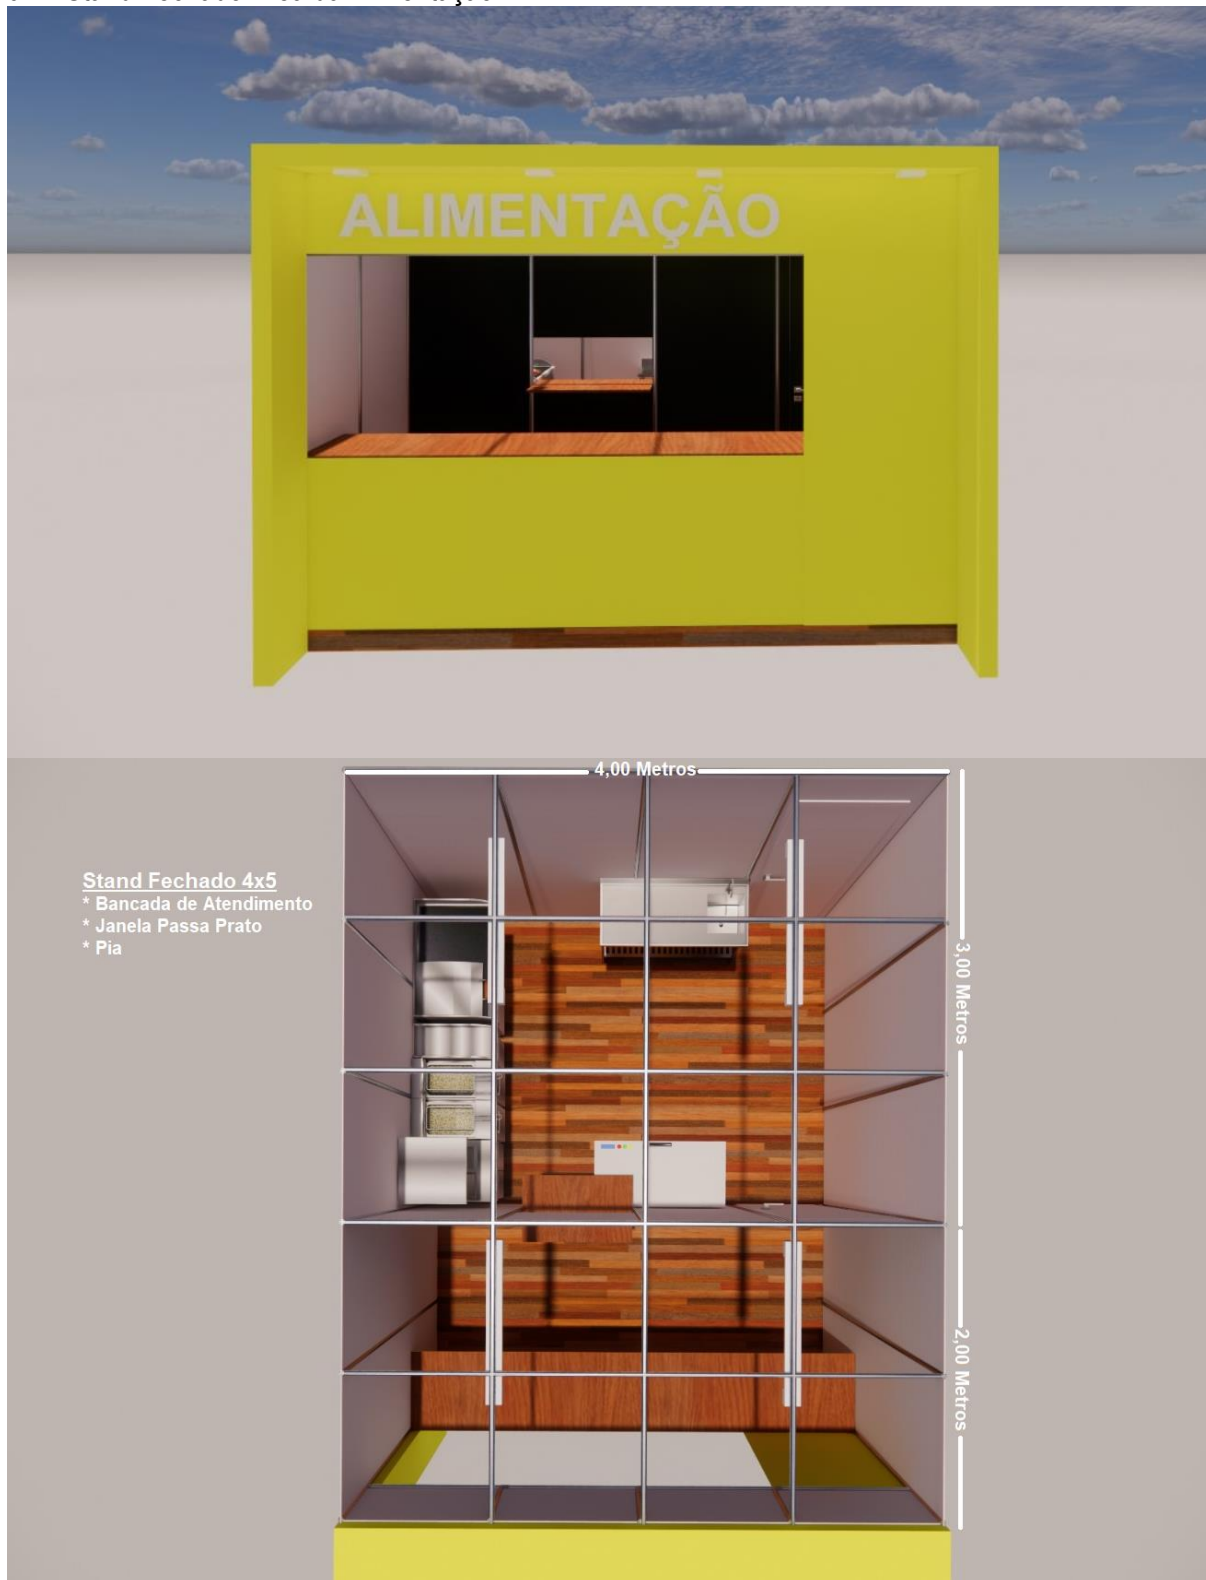 ALIMENTAÇÃO
4,00 Metros
Stand Fechado 4x5
* Bancada de Atendimento
* Janela Passa Prato
* Pia
3,00 Metros
2,00 Metros